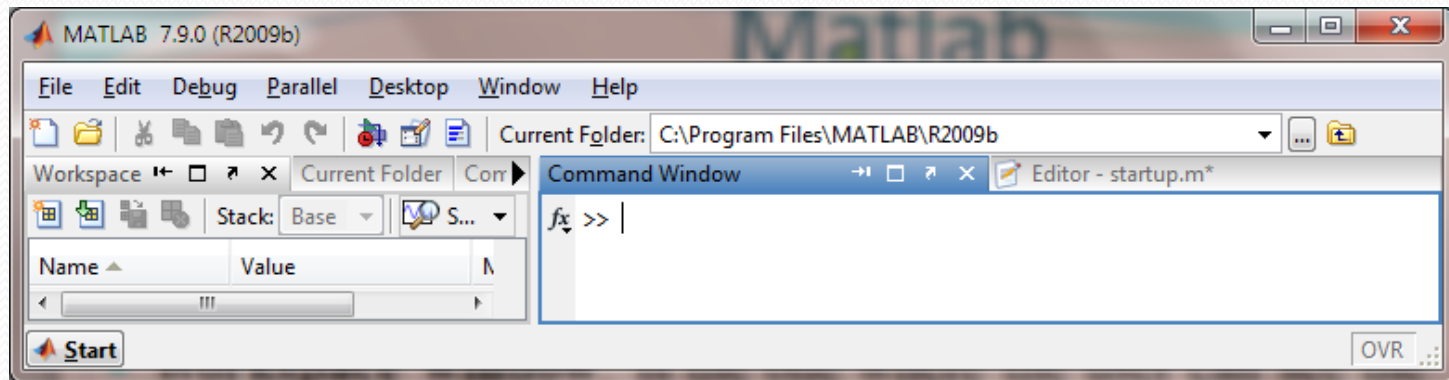 Matlab
MATLAB 7.9.0 (R2009b)
File Edit Debug Parallel Desktop Window Help
Current Folder: C:\Program Files\MATLAB\R2009b
Workspace Current Folder Com Command Window Editor - startup.m*
Stack: Base S... fx >>
Name Value
Start OVR